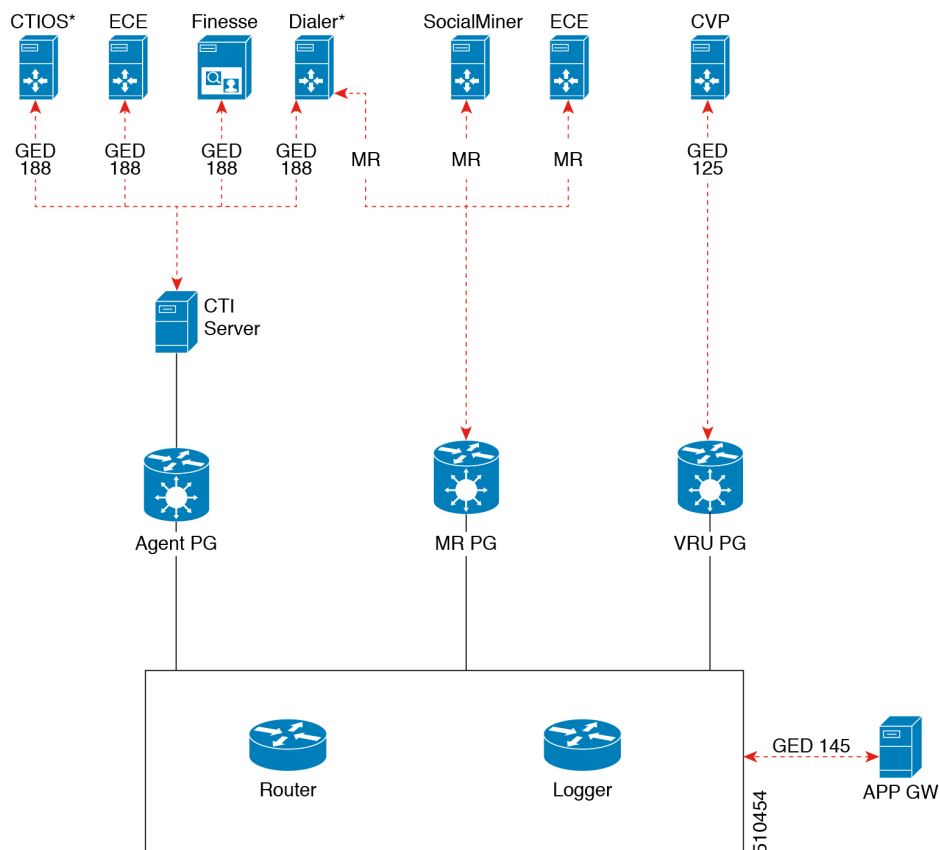 CTIOS* ECE Finesse Dialer* SocialMiner ECE CVP
GED
188
GED
188
GED
188
GED
188
MR
MR
MR
GED
125
CTI
Server
Agent PG
MR PG
VRU PG
Router
Logger
GED 145
APP GW
510454